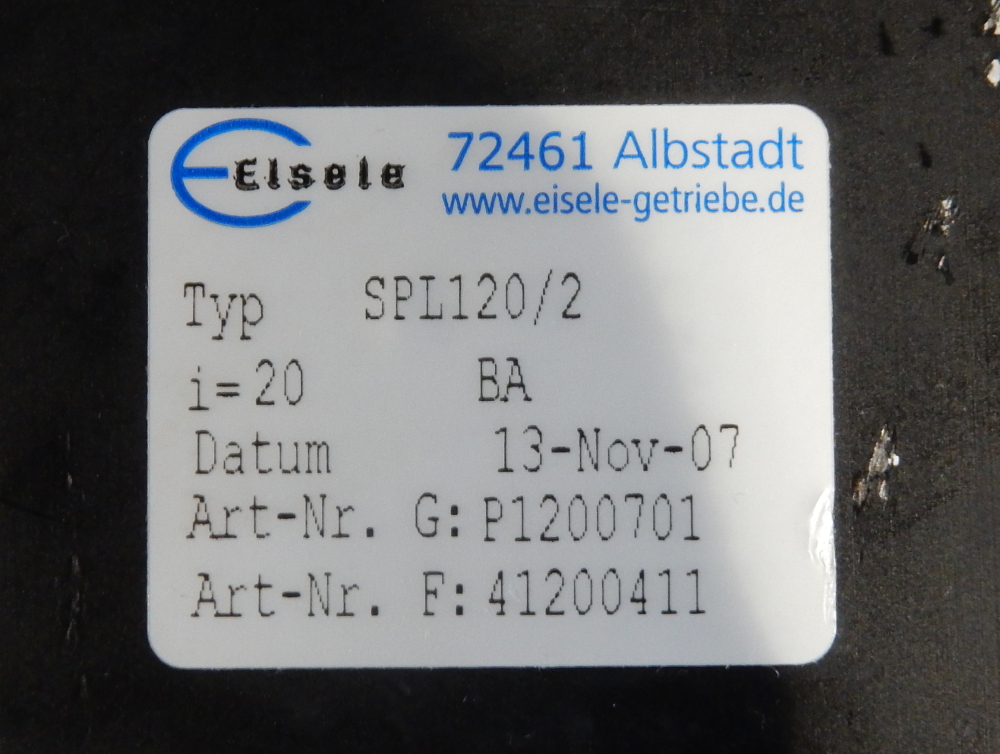 Eisele 72461 Albstadt
www.eisele-getriebe.de
Typ SPL120/2
i=20 BA
Datum 13-Nov-07
Art-Nr. G: P1200701
Art-Nr. F: 41200411